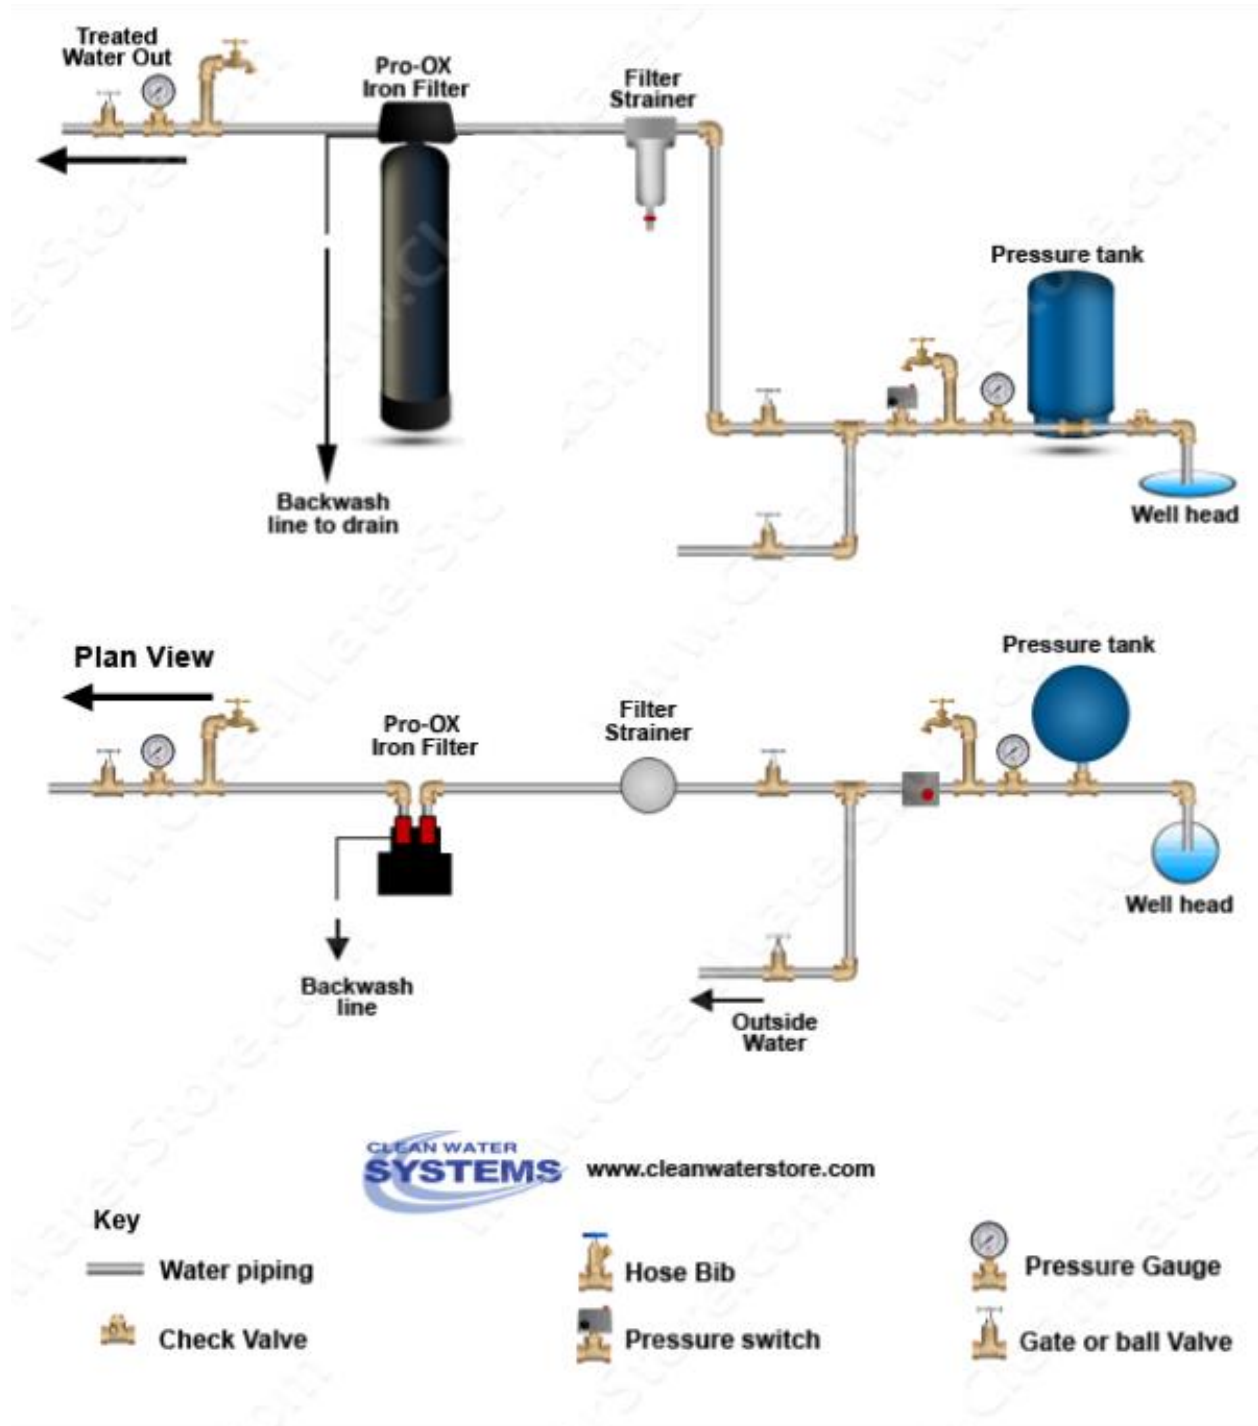 Treated
Water Out
Pro-OX
Iron Filter
Filter
Strainer
Pressure tank
Backwash
line to drain
Well head
Plan View
Pressure tank
Pro-OX
Iron Filter
Filter
Strainer
Well head
Backwash
line
Outside
Water
CLEAN WATER
SYSTEMS
www.cleanwaterstore.com
Key
Water piping
Hose Bib
Pressure Gauge
Check Valve
Pressure switch
Gate or ball Valve